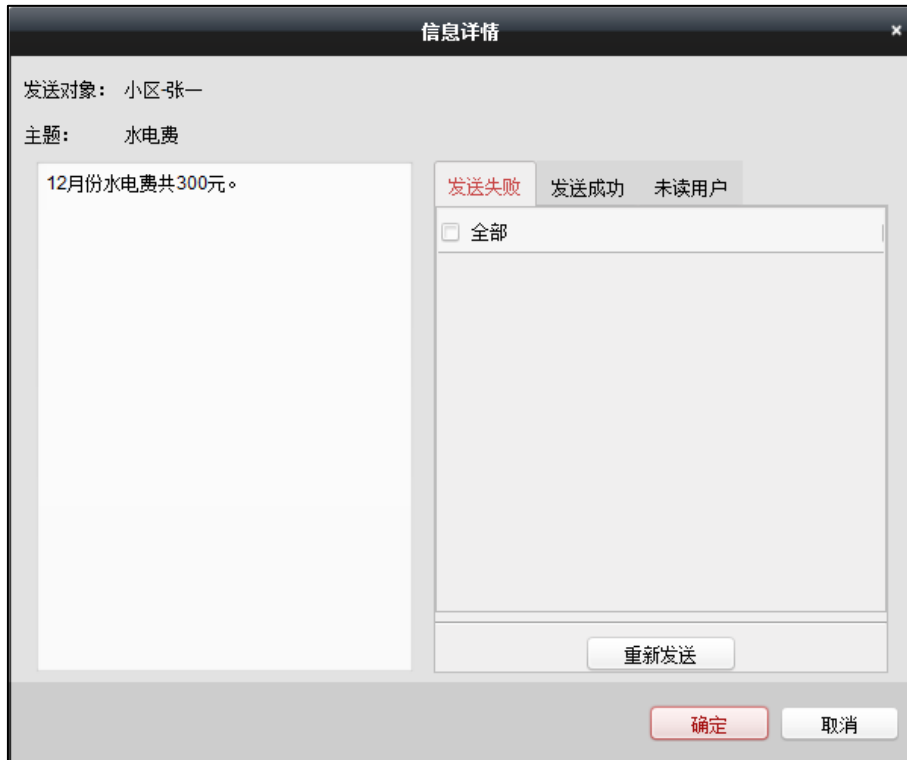 信息详情
发送对象： 小区-张一
主题： 水电费
12月份水电费共300元。
发送失败 发送成功 未读用户
全部
重新发送
确定 取消